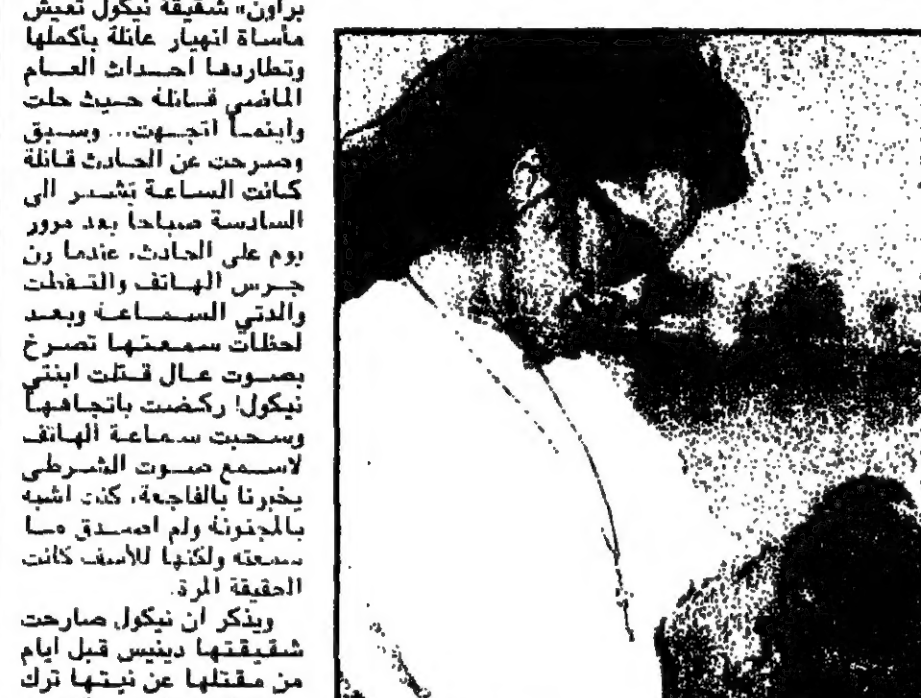 براون» شقيقة نيكول تعيش
مأساة انهيار عائلة بأكملها
وتطاردها احداث العام
الماضي قائلة حيث حلت
واينما اتجهت... وسبق
وصرحت عن الحادث قائلة
كانت الساعة تشير الى
السادسة صباحاً بعد مرور
يوم على الحادث، عندما رن
جرس الهاتف والتقطت
والدتي السماعة وبعد
لحظات سمعتها تصرخ
بصوت عال قتلت ابنتي
نيكول! ركضت باتجاهها
وسحبت سماعة الهاتف
لاسمع صوت الشرطي
يخبرنا بالفاجعة، كنت اشبه
بالمجنونة ولم اصدق ما
سمعته ولكنها للأسف كانت
الحقيقة المرة.
ويذكر ان نيكول صارحت
شقيقتها دينيس قبل ايام
من مقتلها عن نيتها ترك